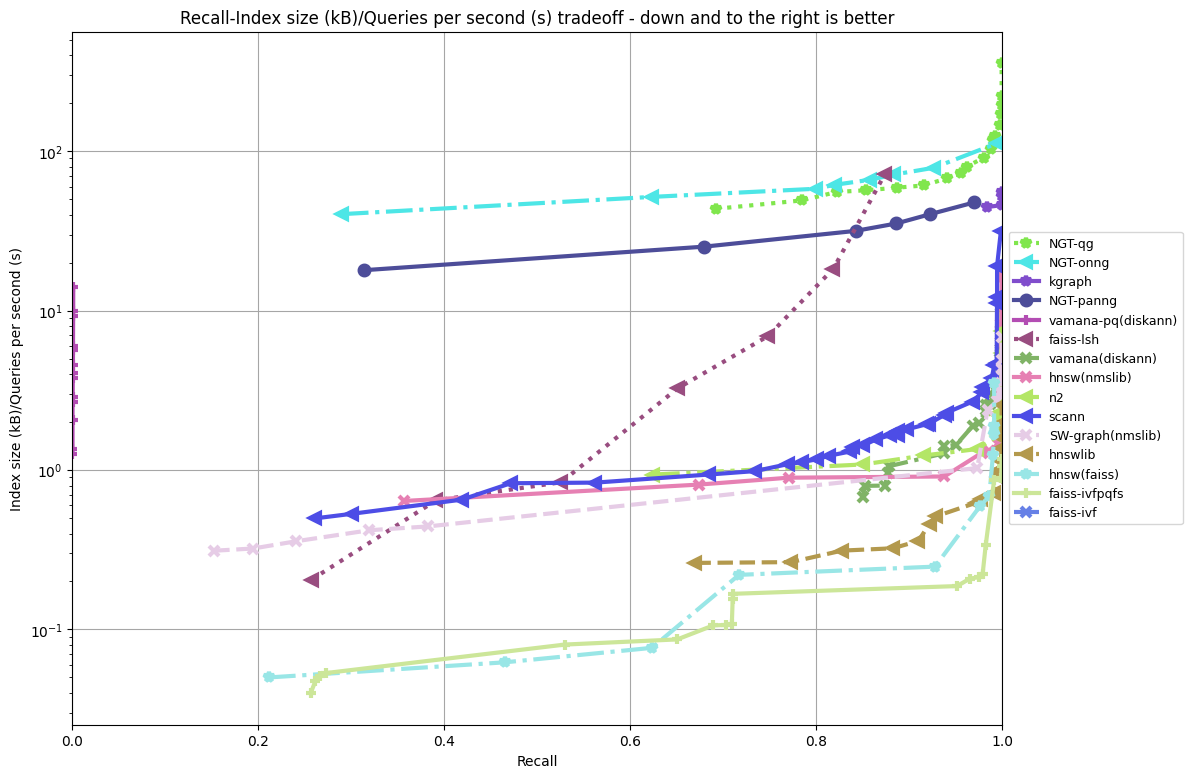 Recall-Index size (kB)/Queries per second (s) tradeoff - down and to the right is better
Index size (kB)/Queries per second (s)
10²
10¹
10⁰
10⁻¹
0.0 0.2 0.4 0.6 0.8 1.0
Recall
NGT-qg
NGT-onng
kgraph
NGT-panng
vamana-pq(diskann)
faiss-lsh
vamana(diskann)
hnsw(nmslib)
n2
scann
SW-graph(nmslib)
hnswlib
hnsw(faiss)
faiss-ivfpqfs
faiss-ivf